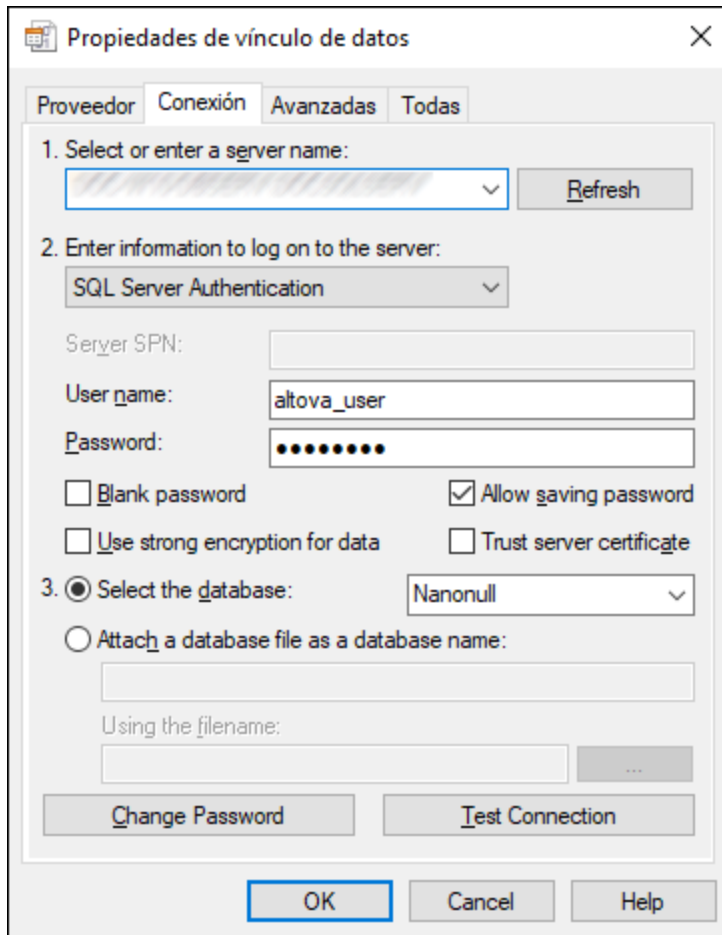 Propiedades de vínculo de datos
Proveedor Conexión Avanzadas Todas
1. Select or enter a server name:
Refresh
2. Enter information to log on to the server:
SQL Server Authentication
Server SPN:
User name: altova_user
Password: ●●●●●●●●
Blank password Allow saving password
Use strong encryption for data Trust server certificate
3. Select the database: Nanonull
Attach a database file as a database name:
Using the filename:
...
Change Password Test Connection
OK Cancel Help